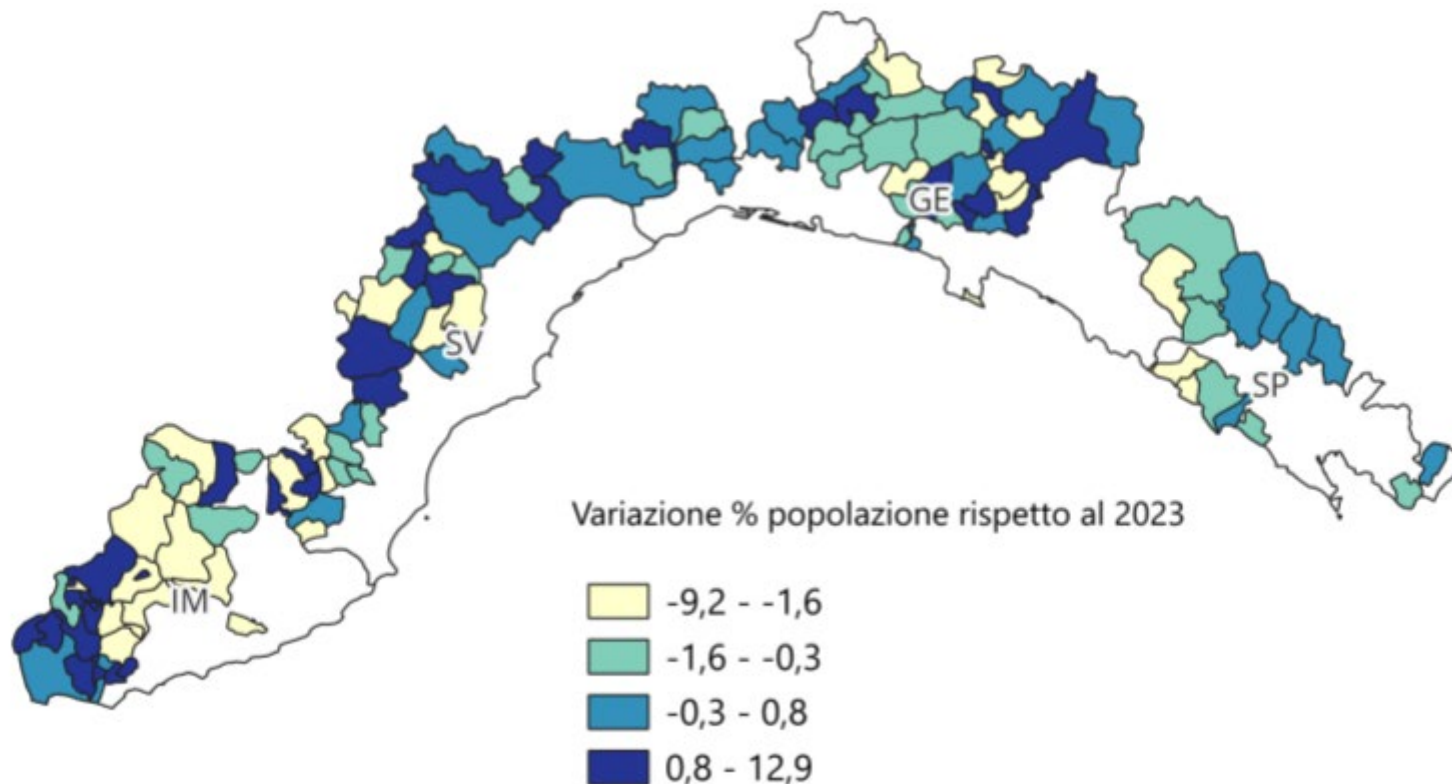 GE
SV
SP
IM
Variazione % popolazione rispetto al 2023
-9,2 - -1,6
-1,6 - -0,3
-0,3 - 0,8
0,8 - 12,9